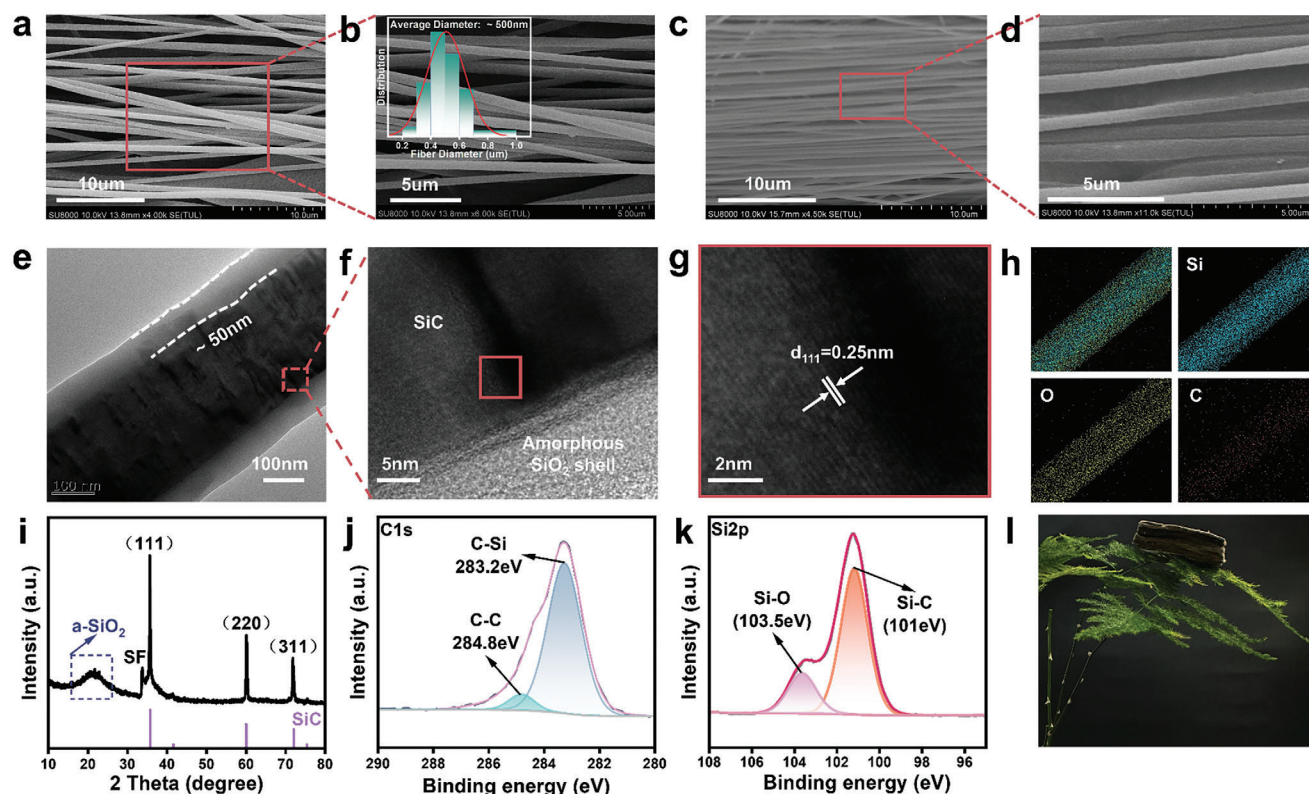 a
b
c
d
Average Diameter: ~ 500nm
Distribution
0.2 0.4 0.6 0.8 1.0
Fiber Diameter (um)
10um
5um
10um
5um
SU8000 10.0kV 13.8mm x4.00k SE(TUL)
10.0um
SU8000 10.0kV 13.8mm x6.00k SE(TUL)
5.00um
SU8000 10.0kV 15.7mm x4.50k SE(TUL)
10.0um
SU8000 10.0kV 13.8mm x11.0k SE(TUL)
5.00um
e
~ 50nm
100nm
100 nm
f
SiC
Amorphous
SiO₂ shell
5nm
g
d₁₁₁=0.25nm
2nm
h
Si
O
C
i
(111)
a-SiO₂
SF
(220)
(311)
SiC
Intensity (a.u.)
10 20 30 40 50 60 70 80
2 Theta (degree)
j
C1s
C-Si
283.2eV
C-C
284.8eV
Intensity (a.u.)
290 288 286 284 282 280
Binding energy (eV)
k
Si2p
Si-O
(103.5eV)
Si-C
(101eV)
Intensity (a.u.)
108 106 104 102 100 98 96
Binding energy (eV)
l